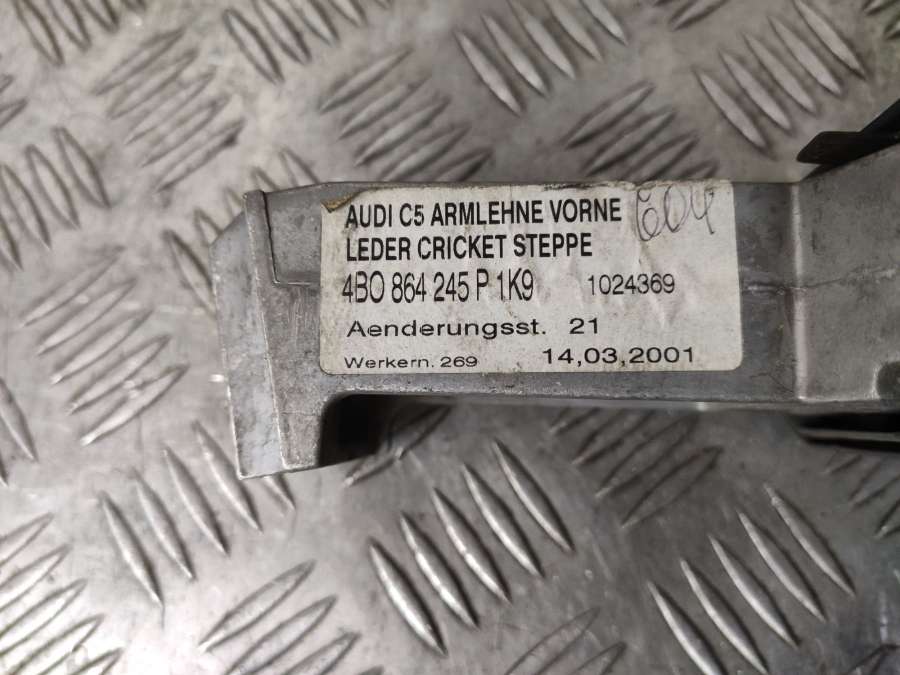 AUDI C5 ARMLEHNE VORNE
604
LEDER CRICKET STEPPE
4B0 864 245 P 1K9 1024369
Aenderungsst. 21
Werkern. 269 14,03,2001